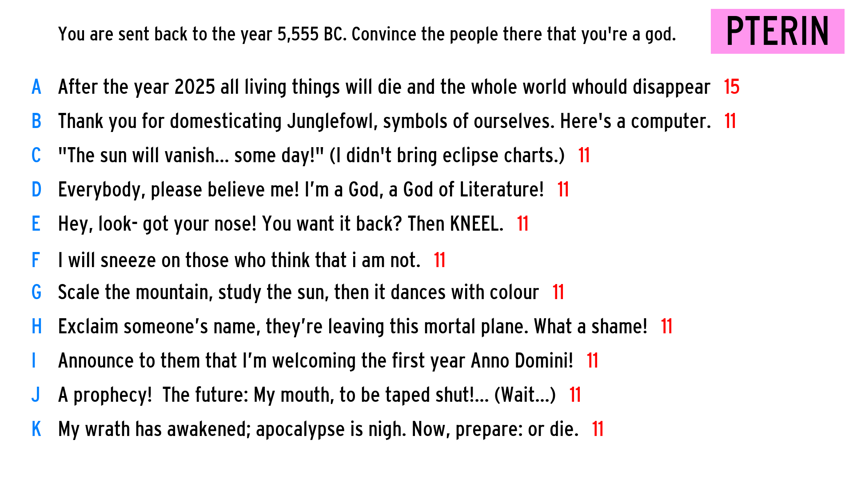 You are sent back to the year 5,555 BC. Convince the people there that you're a god.
PTERIN
A After the year 2025 all living things will die and the whole world whould disappear 15
B Thank you for domesticating Junglefowl, symbols of ourselves. Here's a computer. 11
C "The sun will vanish... some day!" (I didn't bring eclipse charts.) 11
D Everybody, please believe me! I'm a God, a God of Literature! 11
E Hey, look- got your nose! You want it back? Then KNEEL. 11
F I will sneeze on those who think that i am not. 11
G Scale the mountain, study the sun, then it dances with colour 11
H Exclaim someone's name, they're leaving this mortal plane. What a shame! 11
I Announce to them that I'm welcoming the first year Anno Domini! 11
J A prophecy! The future: My mouth, to be taped shut!... (Wait...) 11
K My wrath has awakened; apocalypse is nigh. Now, prepare: or die. 11